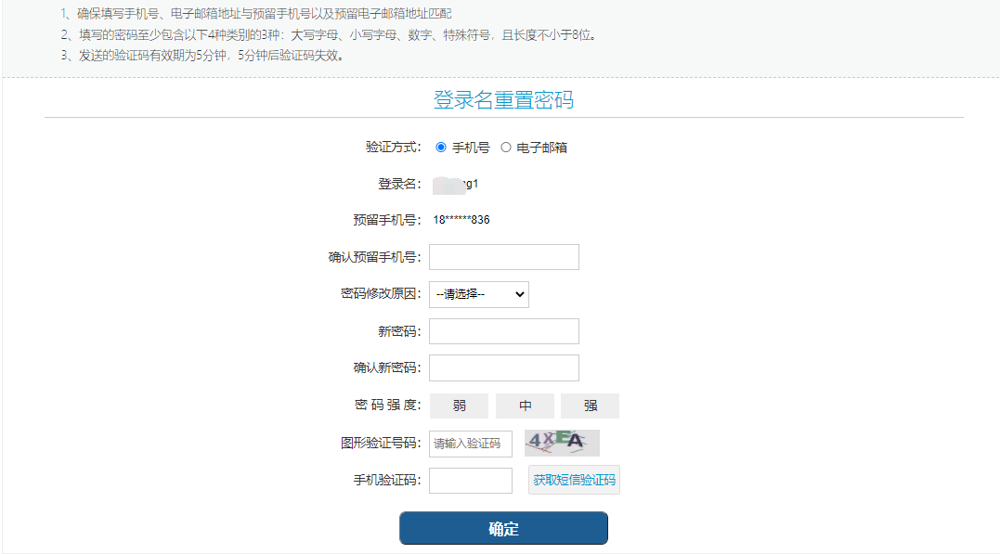 1、确保填写手机号、电子邮箱地址与预留手机号以及预留电子邮箱地址匹配
2、填写的密码至少包含以下4种类别的3种：大写字母、小写字母、数字、特殊符号，且长度不小于8位。
3、发送的验证码有效期为5分钟，5分钟后验证码失效。
登录名重置密码
验证方式： 手机号 电子邮箱
登录名： g1
预留手机号： 18******836
确认预留手机号：
密码修改原因： --请选择--
新密码：
确认新密码：
密 码 强 度： 弱 中 强
图形验证号码： 请输入验证码 4XEA
手机验证码： 获取短信验证码
确定